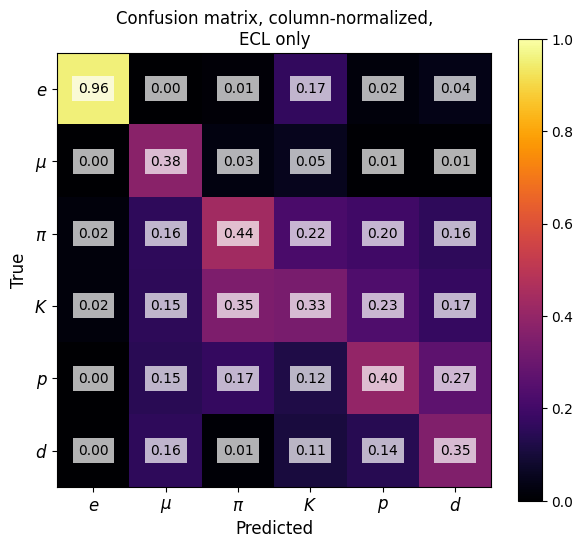 Confusion matrix, column-normalized,
ECL only
1.0
e 0.96 0.00 0.01 0.17 0.02 0.04
μ 0.00 0.38 0.03 0.05 0.01 0.01
0.8
π 0.02 0.16 0.44 0.22 0.20 0.16
0.6
True
K 0.02 0.15 0.35 0.33 0.23 0.17
0.4
p 0.00 0.15 0.17 0.12 0.40 0.27
0.2
d 0.00 0.16 0.01 0.11 0.14 0.35
0.0
e μ π K p d
Predicted